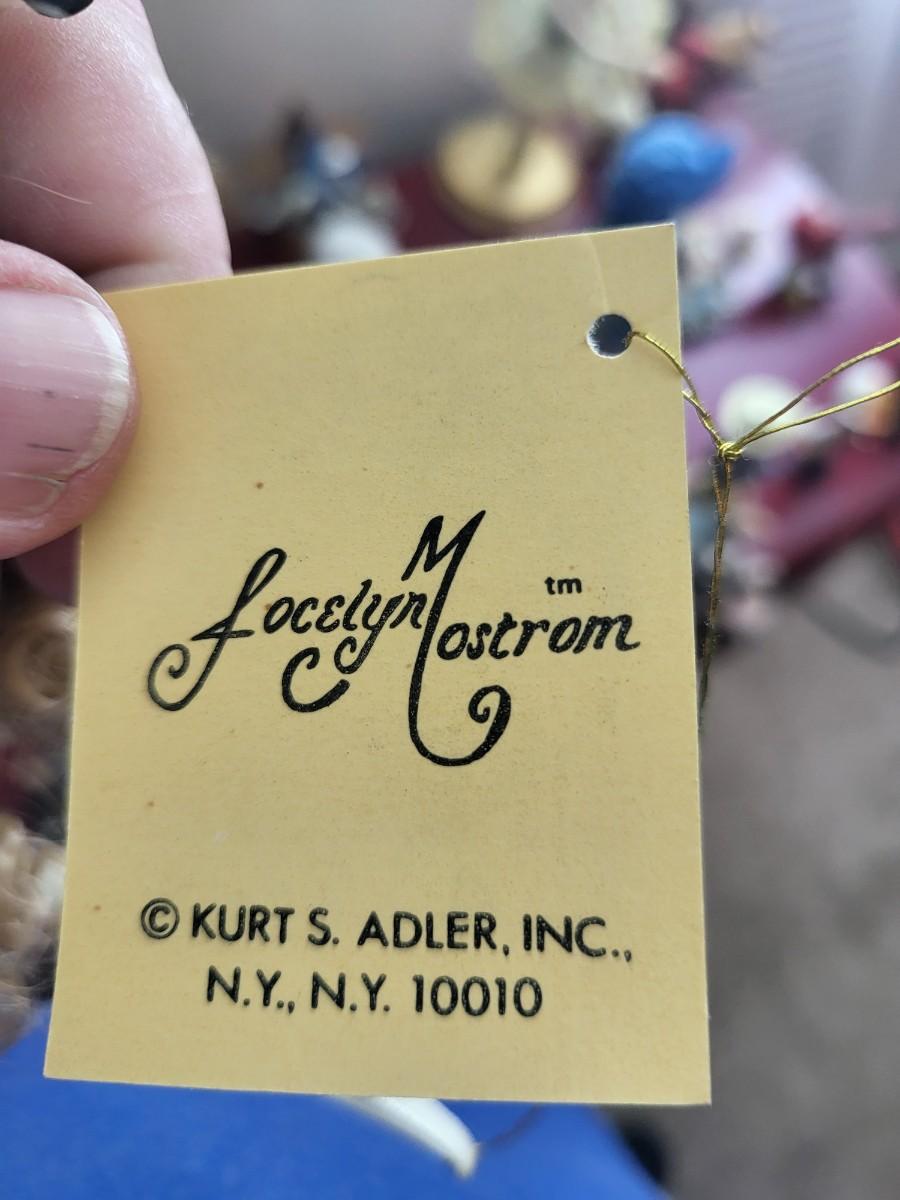 Jocelyn Mostrom tm
© KURT S. ADLER, INC.,
N.Y., N.Y. 10010